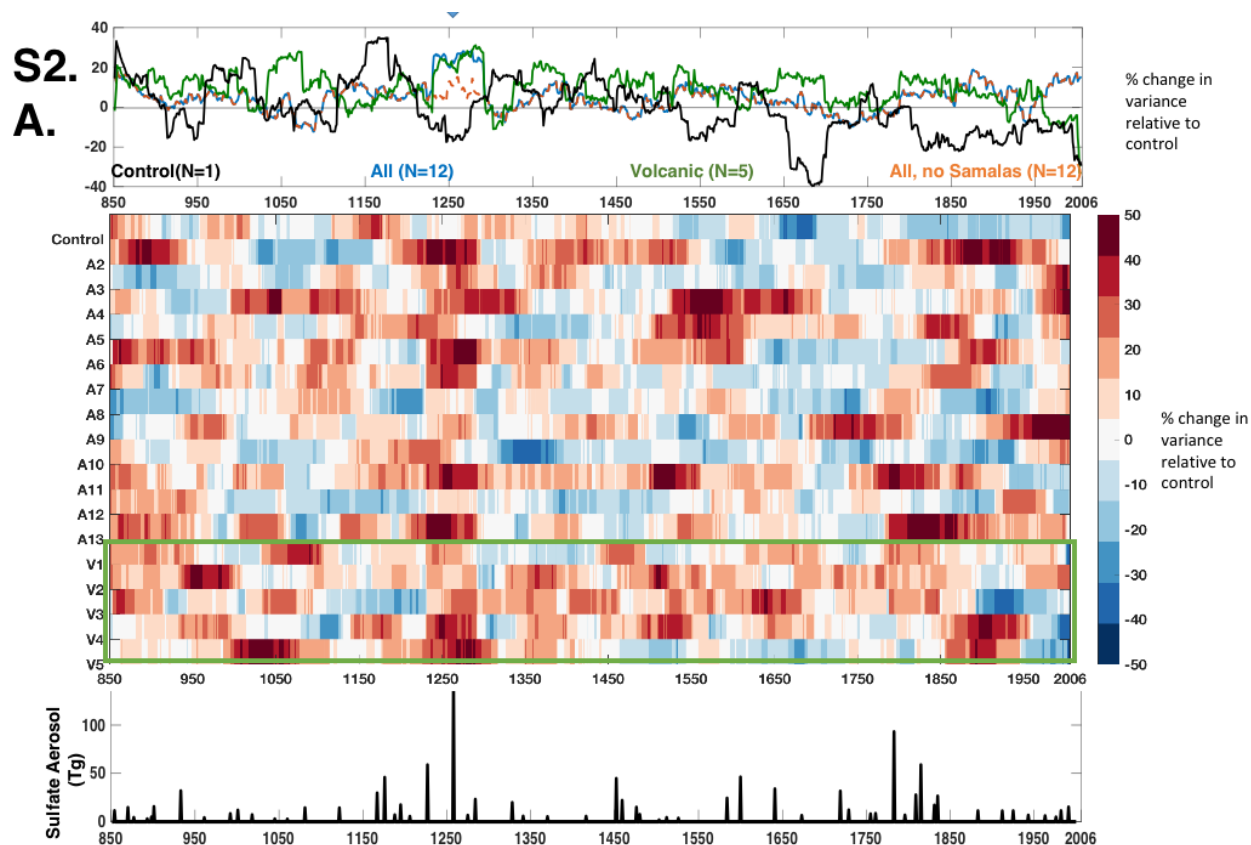 S2.
A.
40
20
0
-20
-40
% change in
variance
relative to
control
Control(N=1)
All (N=12)
Volcanic (N=5)
All, no Samalas (N=12)
850 950 1050 1150 1250 1350 1450 1550 1650 1750 1850 1950 2006
Control
A2
A3
A4
A5
A6
A7
A8
A9
A10
A11
A12
A13
V1
V2
V3
V4
V5
850 950 1050 1150 1250 1350 1450 1550 1650 1750 1850 1950 2006
50
40
30
20
10
0
-10
-20
-30
-40
-50
% change in
variance
relative to
control
Sulfate Aerosol
(Tg)
100
50
0
850 950 1050 1150 1250 1350 1450 1550 1650 1750 1850 1950 2006